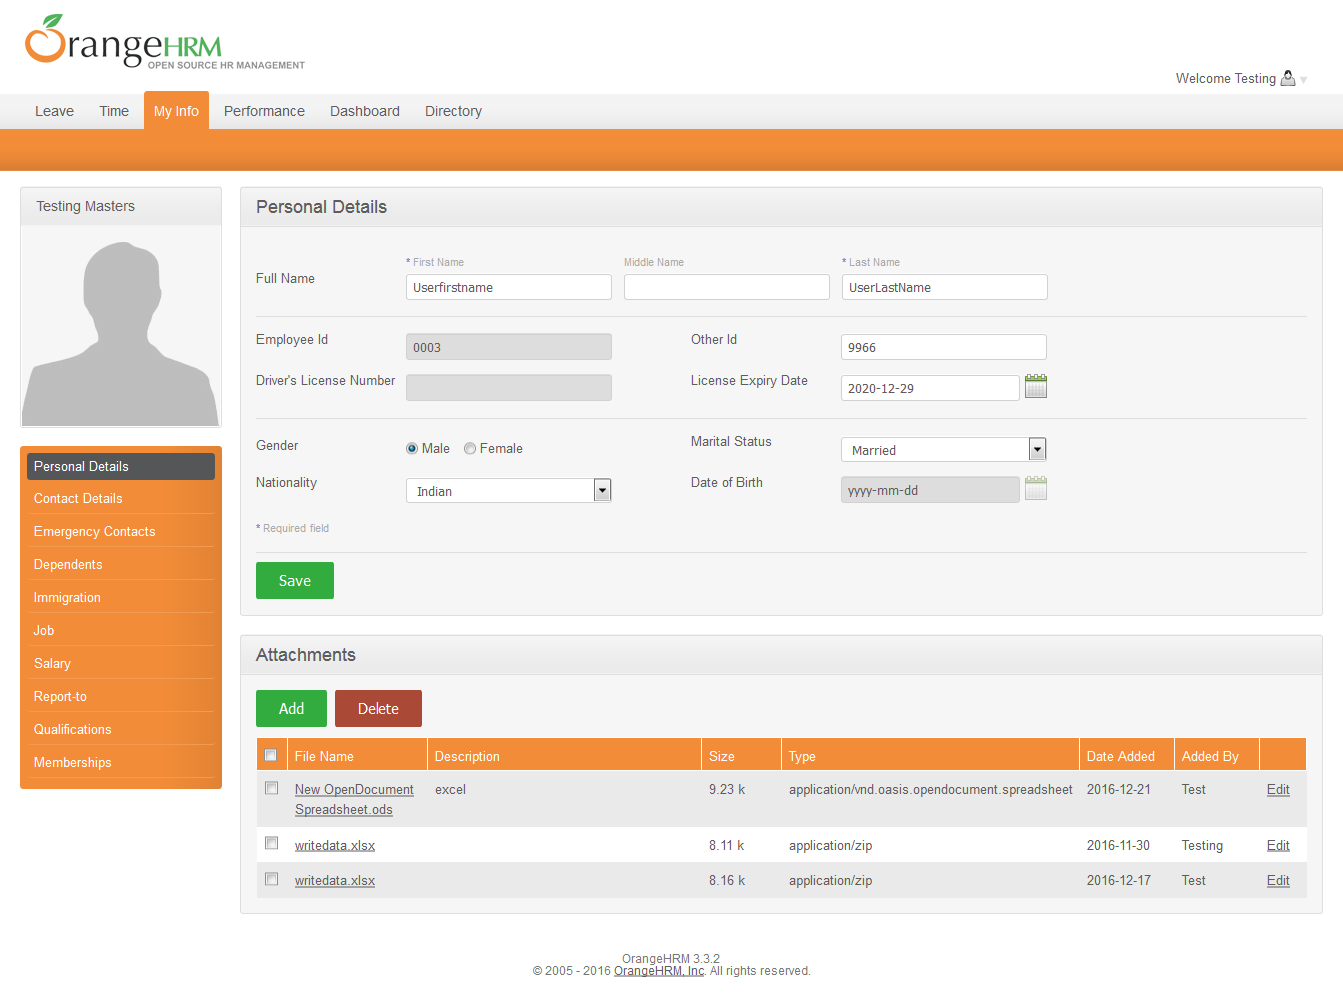 OrangeHRM
OPEN SOURCE HR MANAGEMENT
Welcome Testing
Leave Time My Info Performance Dashboard Directory
Testing Masters
Personal Details
Contact Details
Emergency Contacts
Dependents
Immigration
Job
Salary
Report-to
Qualifications
Memberships
Personal Details
* First Name Middle Name * Last Name
Full Name Userfirstname UserLastName
Employee Id 0003 Other Id 9966
Driver's License Number License Expiry Date 2020-12-29
Gender Male Female Marital Status Married
Nationality Indian Date of Birth yyyy-mm-dd
* Required field
Save
Attachments
Add Delete
File Name Description Size Type Date Added Added By
New OpenDocument excel 9.23 k application/vnd.oasis.opendocument.spreadsheet 2016-12-21 Test Edit
Spreadsheet.ods
writedata.xlsx 8.11 k application/zip 2016-11-30 Testing Edit
writedata.xlsx 8.16 k application/zip 2016-12-17 Test Edit
OrangeHRM 3.3.2
© 2005 - 2016 OrangeHRM, Inc. All rights reserved.